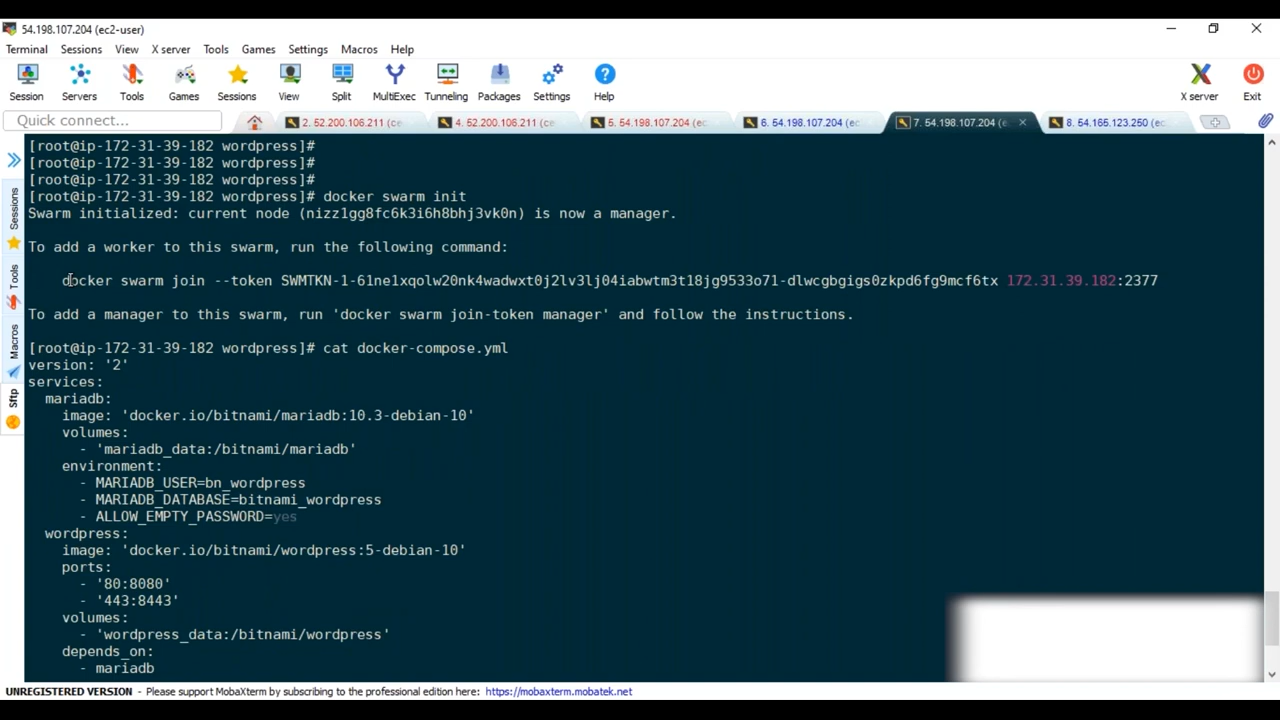 54.198.107.204 (ec2-user)
Terminal Sessions View X server Tools Games Settings Macros Help
Session Servers Tools Games Sessions View Split MultiExec Tunneling Packages Settings Help X server Exit
Quick connect... 2. 52.200.106.211 (ce 4. 52.200.106.211 (ce 5. 54.198.107.204 (ec 6. 54.198.107.204 (ec 7. 54.198.107.204 (e 8. 54.165.123.250 (ec
Sessions
Tools
Macros
Sftp
[root@ip-172-31-39-182 wordpress]#
[root@ip-172-31-39-182 wordpress]#
[root@ip-172-31-39-182 wordpress]#
[root@ip-172-31-39-182 wordpress]# docker swarm init
Swarm initialized: current node (nizz1gg8fc6k3i6h8bhj3vk0n) is now a manager.
To add a worker to this swarm, run the following command:
docker swarm join --token SWMTKN-1-61ne1xqolw20nk4wadwxt0j2lv3lj04iabwtm3t18jg9533o71-dlwcgbgigs0zkpd6fg9mcf6tx 172.31.39.182:2377
To add a manager to this swarm, run 'docker swarm join-token manager' and follow the instructions.
[root@ip-172-31-39-182 wordpress]# cat docker-compose.yml
version: '2'
services:
mariadb:
image: 'docker.io/bitnami/mariadb:10.3-debian-10'
volumes:
- 'mariadb_data:/bitnami/mariadb'
environment:
- MARIADB_USER=bn_wordpress
- MARIADB_DATABASE=bitnami_wordpress
- ALLOW_EMPTY_PASSWORD=yes
wordpress:
image: 'docker.io/bitnami/wordpress:5-debian-10'
ports:
- '80:8080'
- '443:8443'
volumes:
- 'wordpress_data:/bitnami/wordpress'
depends_on:
- mariadb
UNREGISTERED VERSION - Please support MobaXterm by subscribing to the professional edition here: https://mobaxterm.mobatek.net